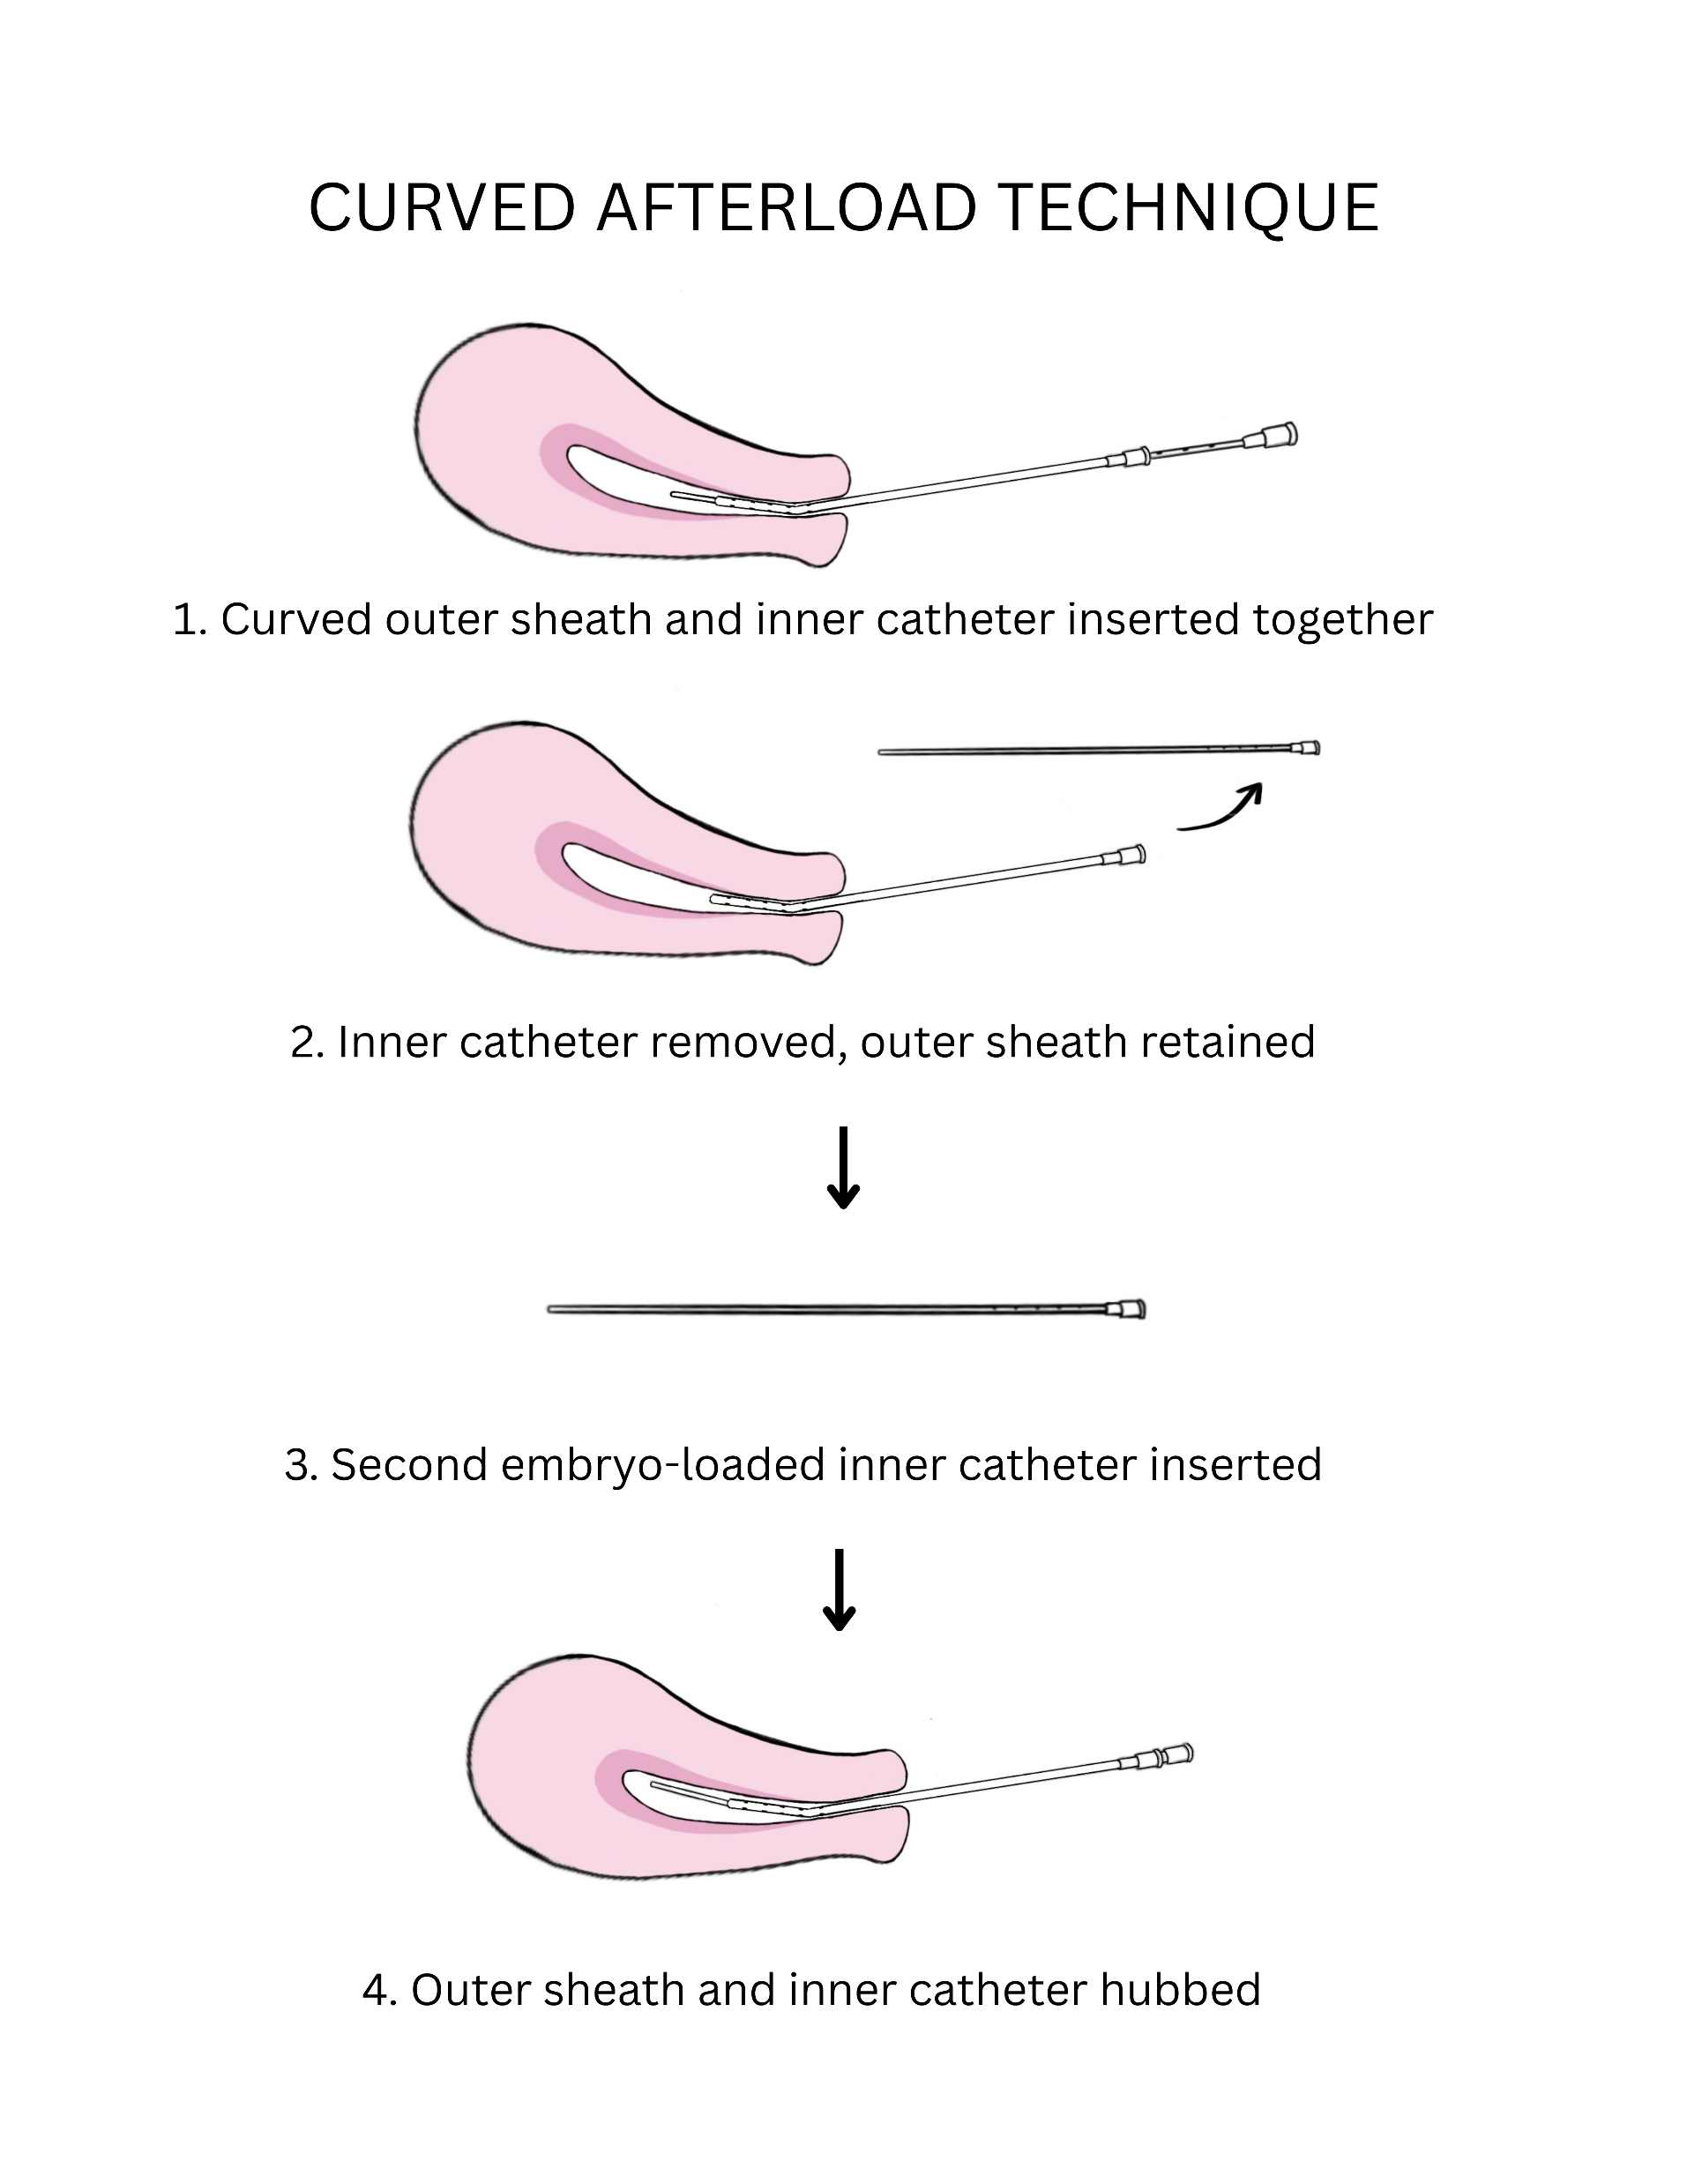 CURVED AFTERLOAD TECHNIQUE
1. Curved outer sheath and inner catheter inserted together
2. Inner catheter removed, outer sheath retained
3. Second embryo-loaded inner catheter inserted
4. Outer sheath and inner catheter hubbed